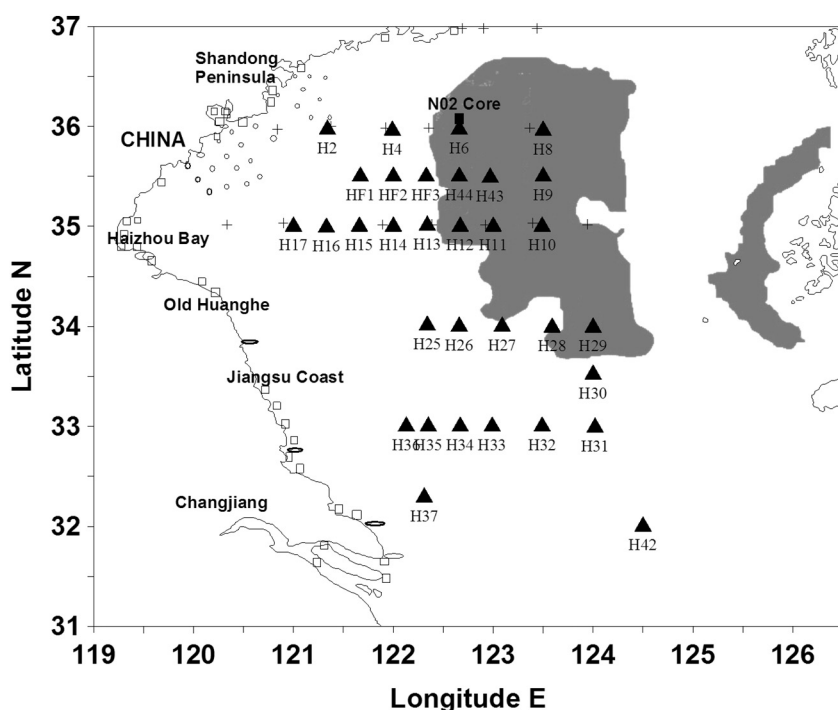 37
Shandong
Peninsula
N02 Core
36
CHINA
H2 H4 H6 H8
HF1 HF2 HF3 H44 H43 H9
35
Haizhou Bay
H17 H16 H15 H14 H13 H12 H11 H10
Old Huanghe
34
H25 H26 H27 H28 H29
Jiangsu Coast
H30
33
H36 H35 H34 H33 H32 H31
Changjiang
H37
32
H42
31
119 120 121 122 123 124 125 126
Longitude E
Latitude N